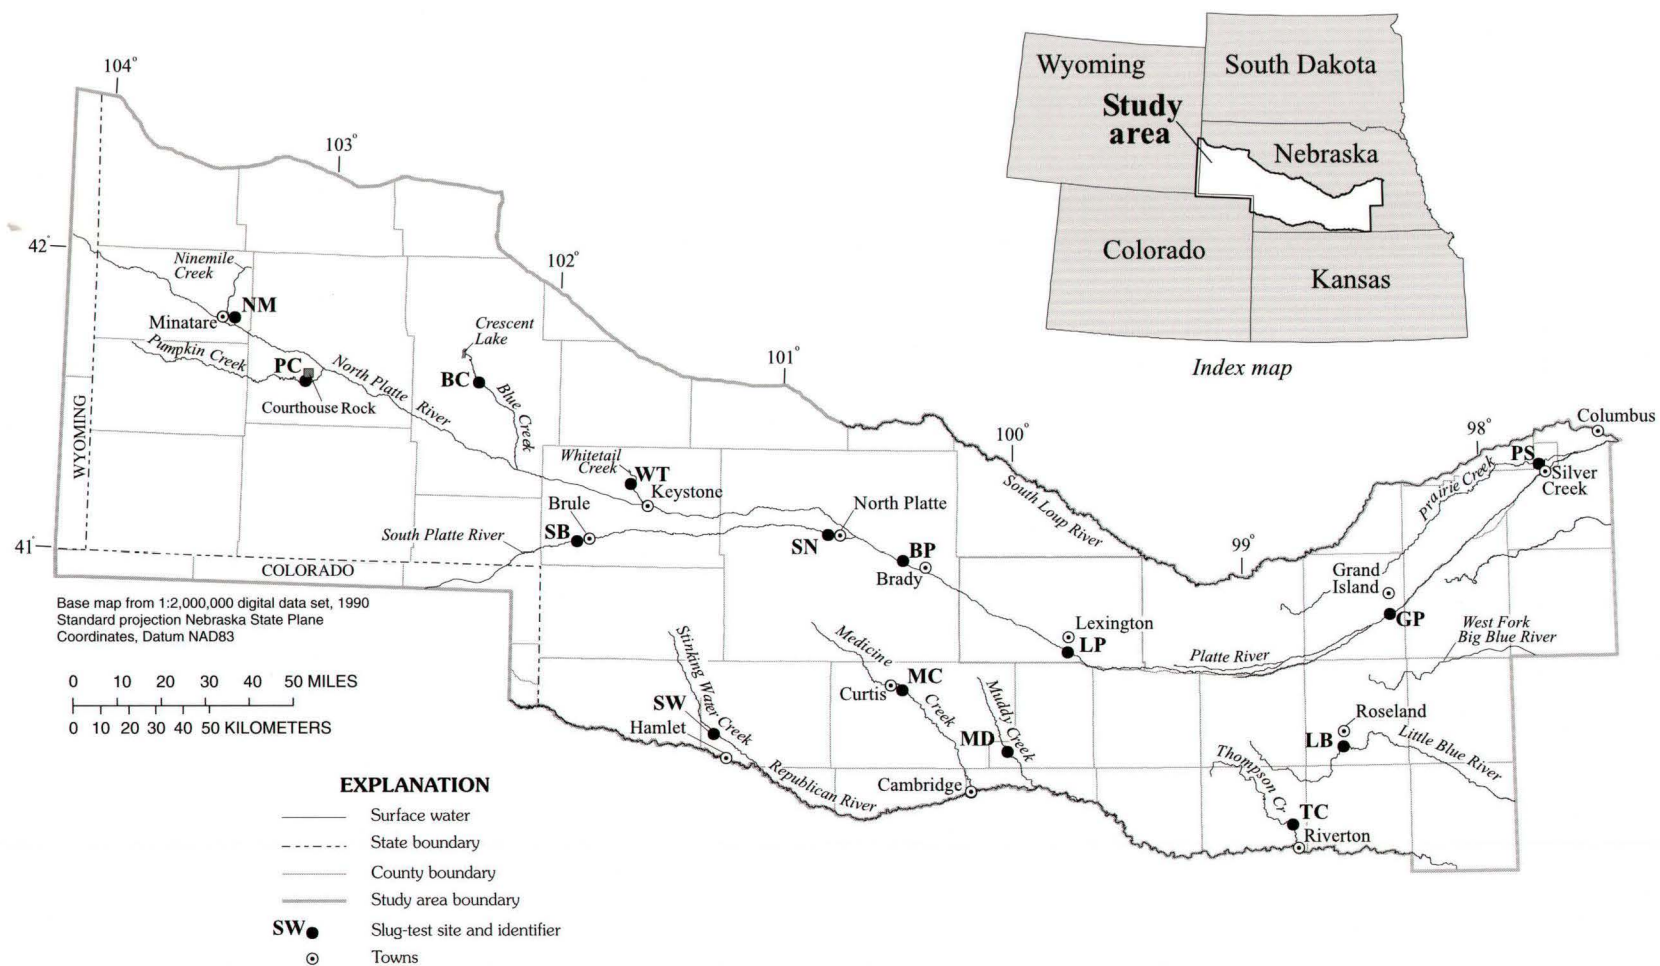 104°
103°
42°
Ninemile
Creek
NM
Minatare
Pumpkin Creek
PC
Courthouse Rock
North Platte River
WYOMING
102°
Crescent
Lake
BC
Blue Creek
Whitetail
Creek
WT
Keystone
Brule
SB
South Platte River
41°
COLORADO
101°
North Platte
SN
BP
Brady
100°
South Loup River
99°
98°
Columbus
PS
Silver
Creek
Prairie Creek
Grand
Island
GP
West Fork
Big Blue River
Lexington
LP
Platte River
Stinking Water Creek
SW
Hamlet
Republican River
Medicine Creek
Curtis
MC
Muddy Creek
MD
Cambridge
Roseland
LB
Little Blue River
Thompson Cr
TC
Riverton
Wyoming
South Dakota
Study
area
Nebraska
Colorado
Kansas
Index map
Base map from 1:2,000,000 digital data set, 1990
Standard projection Nebraska State Plane
Coordinates, Datum NAD83
0 10 20 30 40 50 MILES
0 10 20 30 40 50 KILOMETERS
EXPLANATION
Surface water
State boundary
County boundary
Study area boundary
SW Slug-test site and identifier
Towns